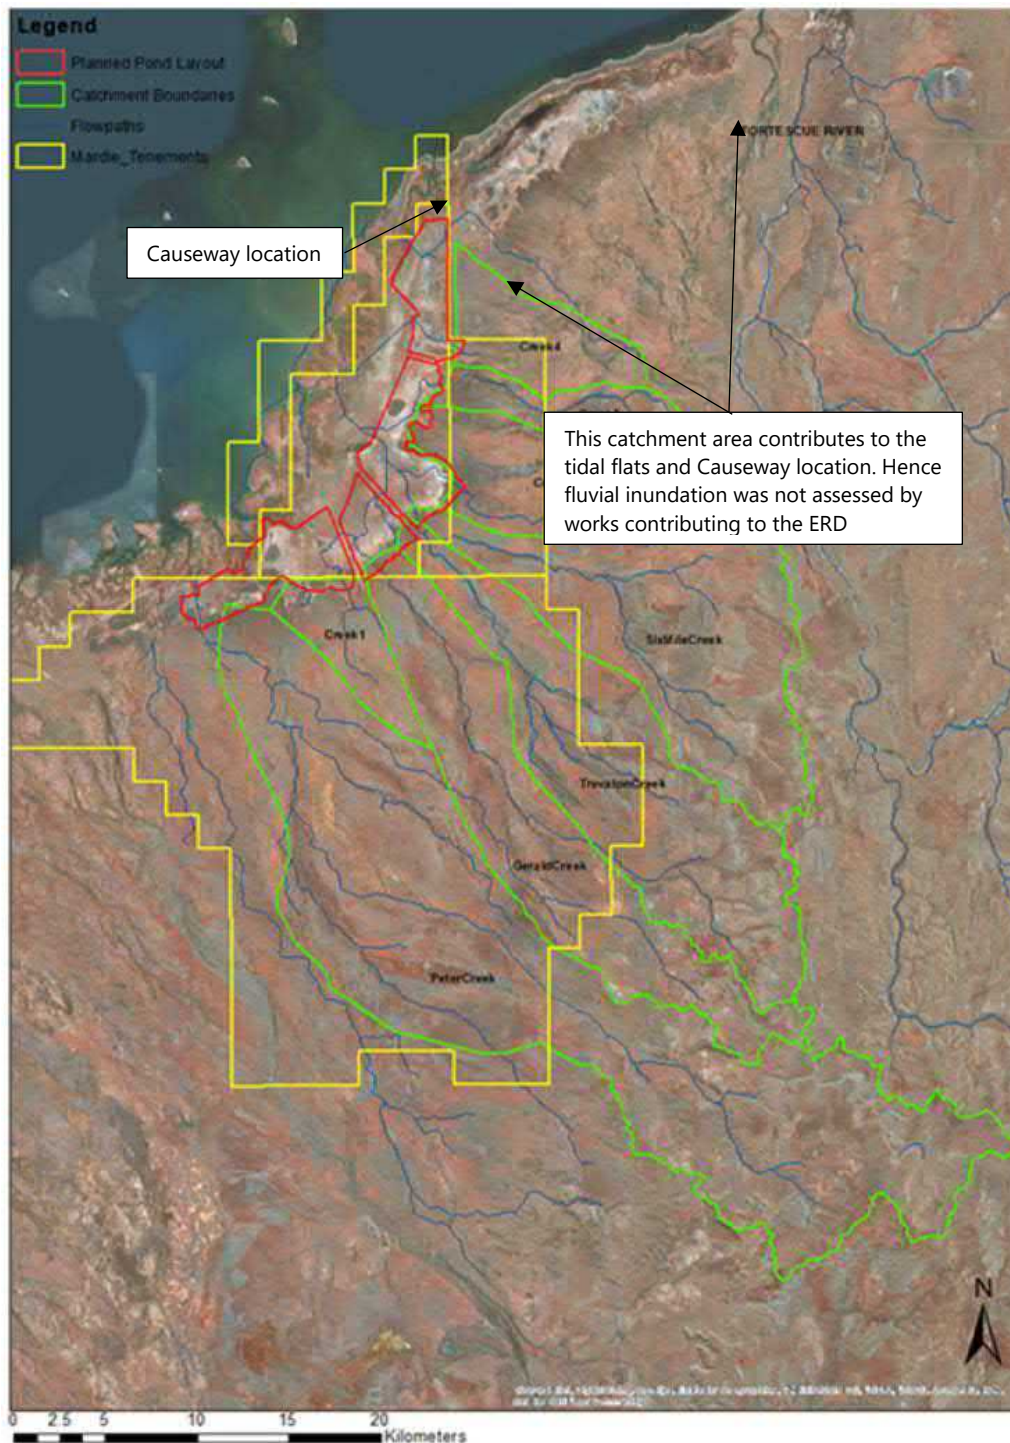 Legend
Planned Pond Layout
Catchment Boundaries
Flowpaths
Mardie_Tenements
FORTESCUE RIVER
Causeway location
Creek4
This catchment area contributes to the
tidal flats and Causeway location. Hence
fluvial inundation was not assessed by
works contributing to the ERD
Creek1
SixMileCreek
TrevatonCreek
GeraldCreek
PeterCreek
N
0 2.5 5 10 15 20
Kilometers